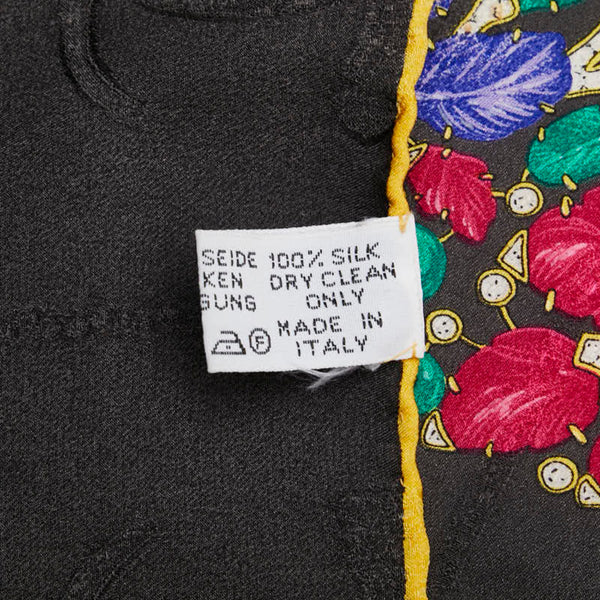 SEIDE 100% SILK
KEN DRY CLEAN
GUNG ONLY
MADE IN
F ITALY